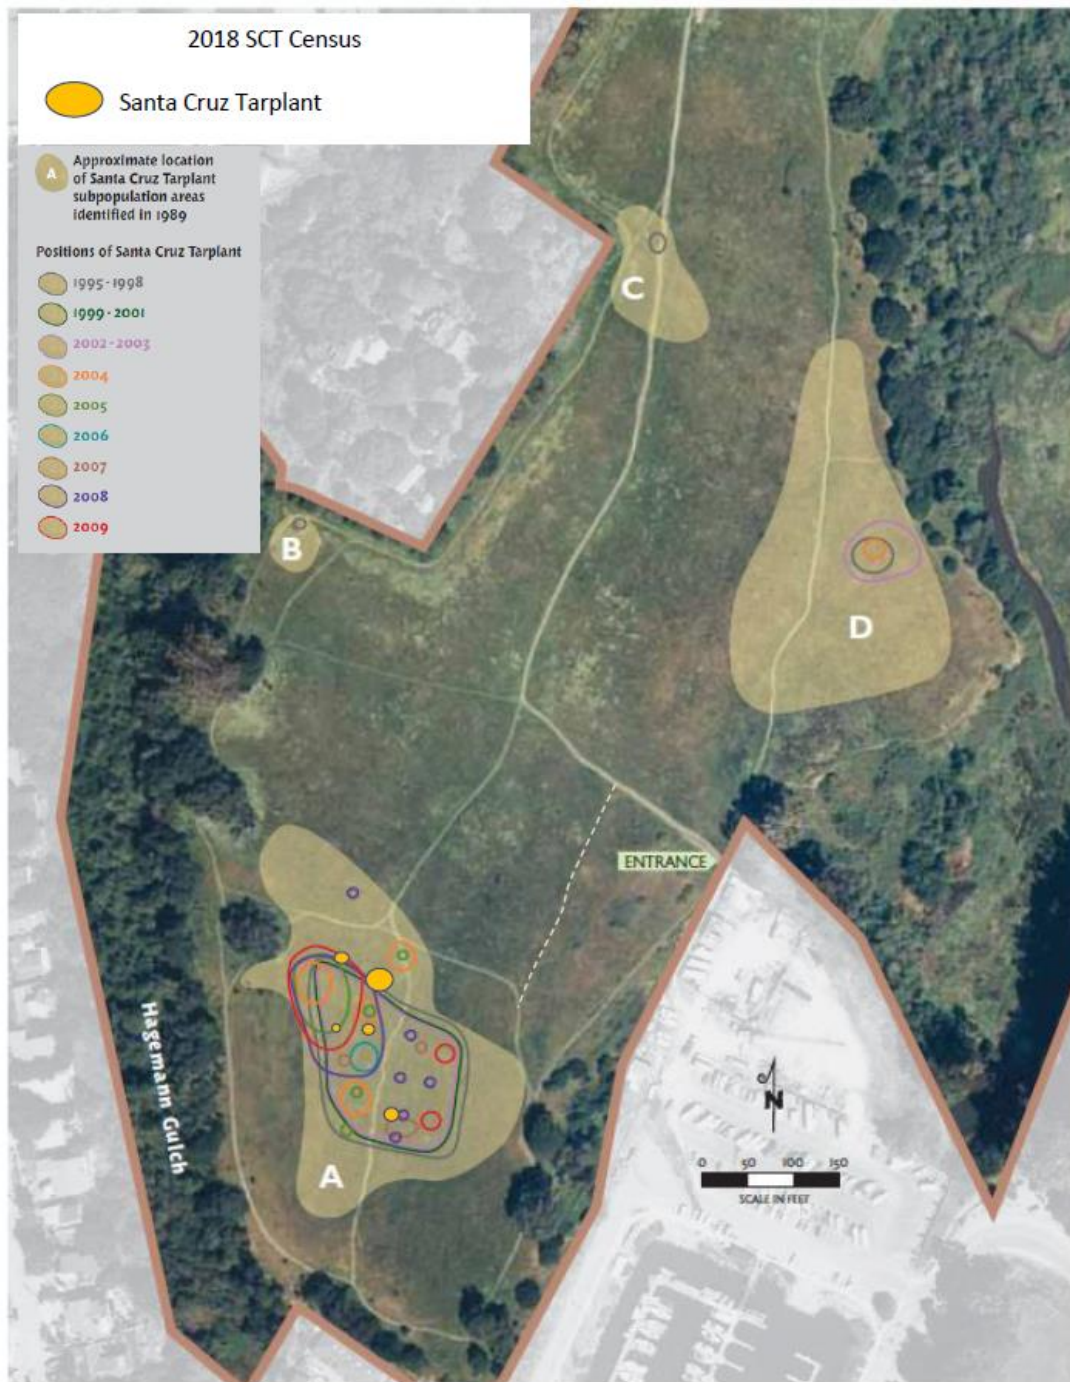 2018 SCT Census
Santa Cruz Tarplant
A
Approximate location
of Santa Cruz Tarplant
subpopulation areas
identified in 1989
Positions of Santa Cruz Tarplant
1995-1998
1999-2001
2002-2003
2004
2005
2006
2007
2008
2009
C
B
D
ENTRANCE
Hagemann Gulch
A
N
0 50 100 150
SCALE IN FEET